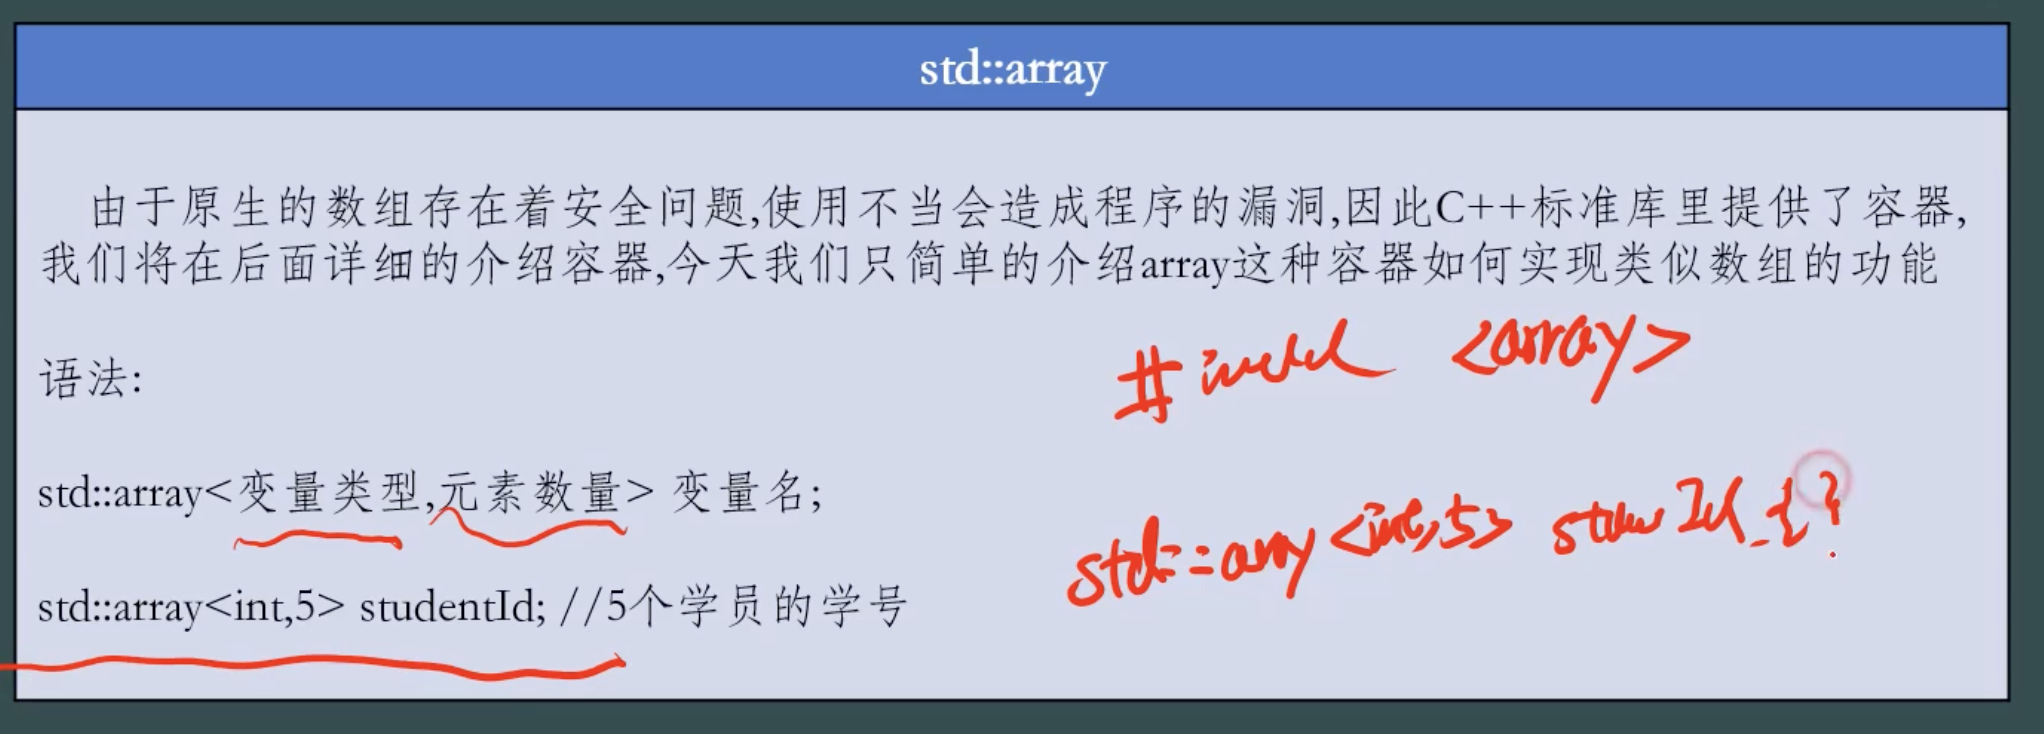 std::array
由于原生的数组存在着安全问题,使用不当会造成程序的漏洞,因此C++标准库里提供了容器,
我们将在后面详细的介绍容器,今天我们只简单的介绍array这种容器如何实现类似数组的功能
语法:
# <array>
std::array<变量类型,元素数量> 变量名;
std::array<int,5> Id {
std::array<int,5> studentId; //5个学员的学号